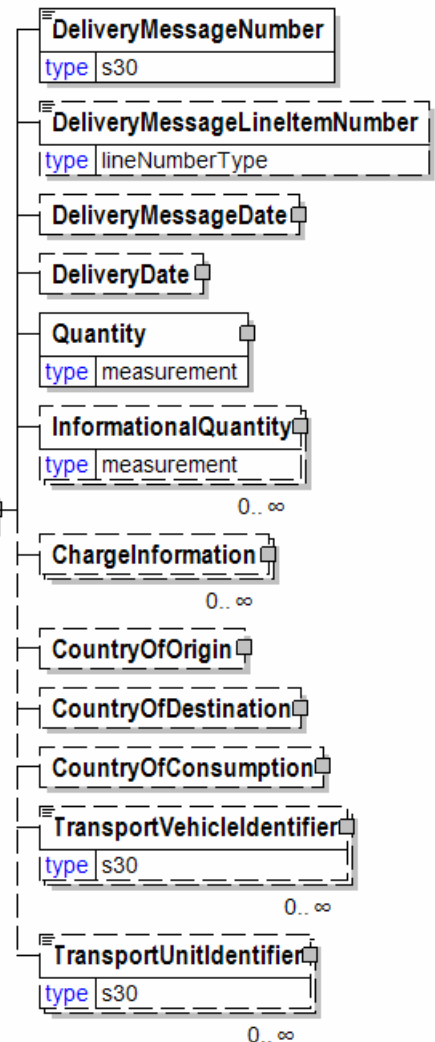 DeliveryMessageNumber
type s30
DeliveryMessageLineItemNumber
type lineNumberType
DeliveryMessageDate
DeliveryDate
Quantity
type measurement
InformationalQuantity
type measurement
0.. ∞
ChargeInformation
0.. ∞
CountryOfOrigin
CountryOfDestination
CountryOfConsumption
TransportVehicleIdentifier
type s30
0.. ∞
TransportUnitIdentifier
type s30
0.. ∞